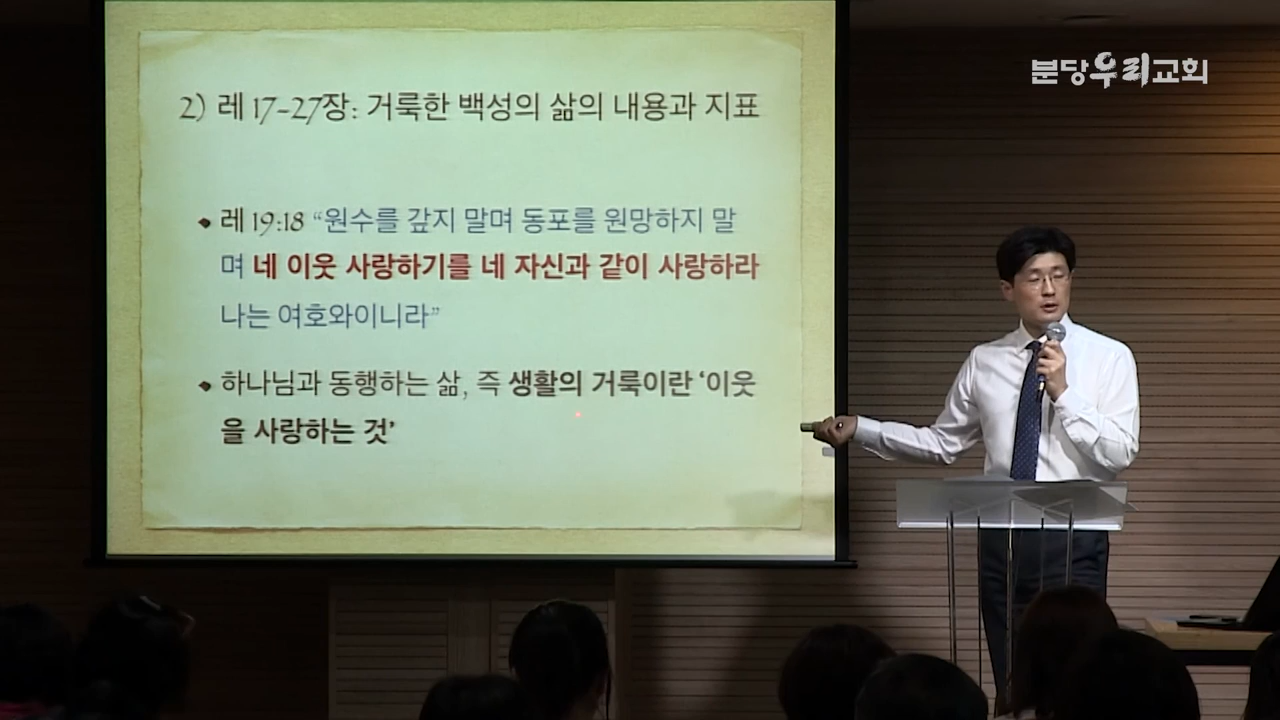 분당우리교회
2) 레 17-27장: 거룩한 백성의 삶의 내용과 지표
레 19:18 “원수를 갚지 말며 동포를 원망하지 말
며 네 이웃 사랑하기를 네 자신과 같이 사랑하라
나는 여호와이니라”
하나님과 동행하는 삶, 즉 생활의 거룩이란 ‘이웃
을 사랑하는 것’